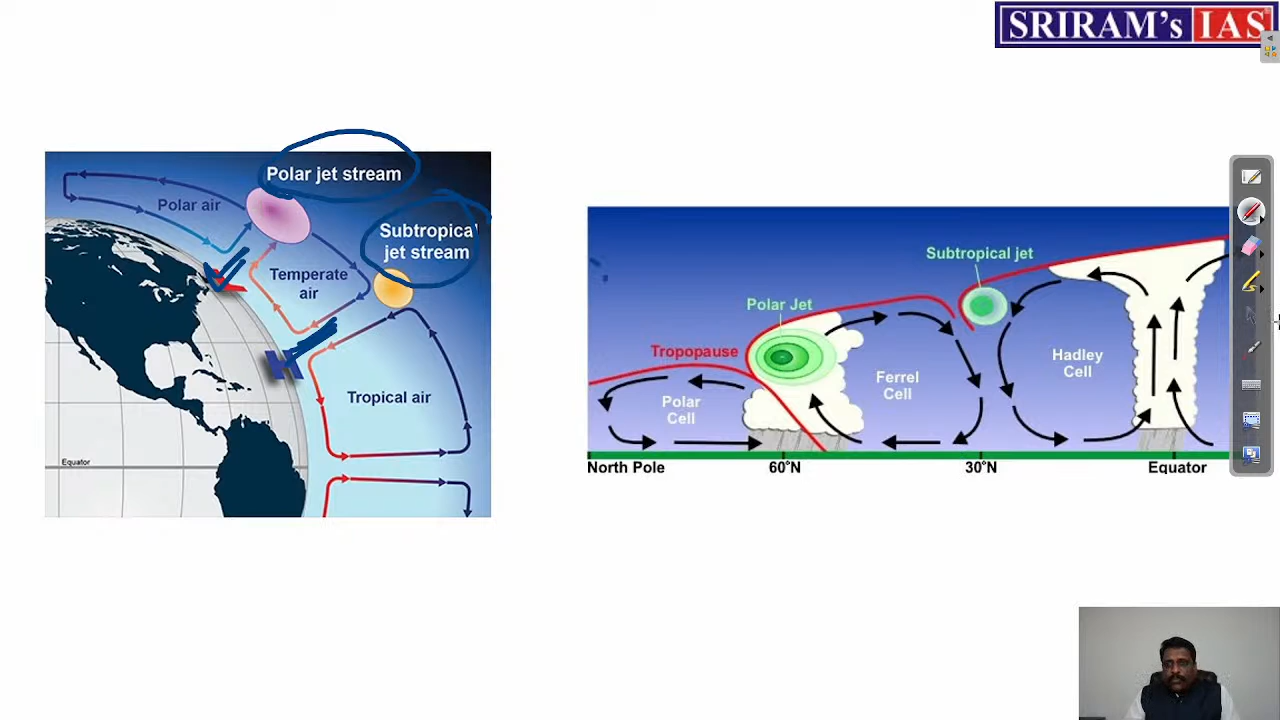 SRIRAM's IAS
Polar jet stream
Polar air
Subtropical
jet stream
Temperate
air
H
Tropical air
Equator
Subtropical jet
Polar Jet
Tropopause
Hadley
Cell
Ferrel
Cell
Polar
Cell
North Pole 60°N 30°N Equator